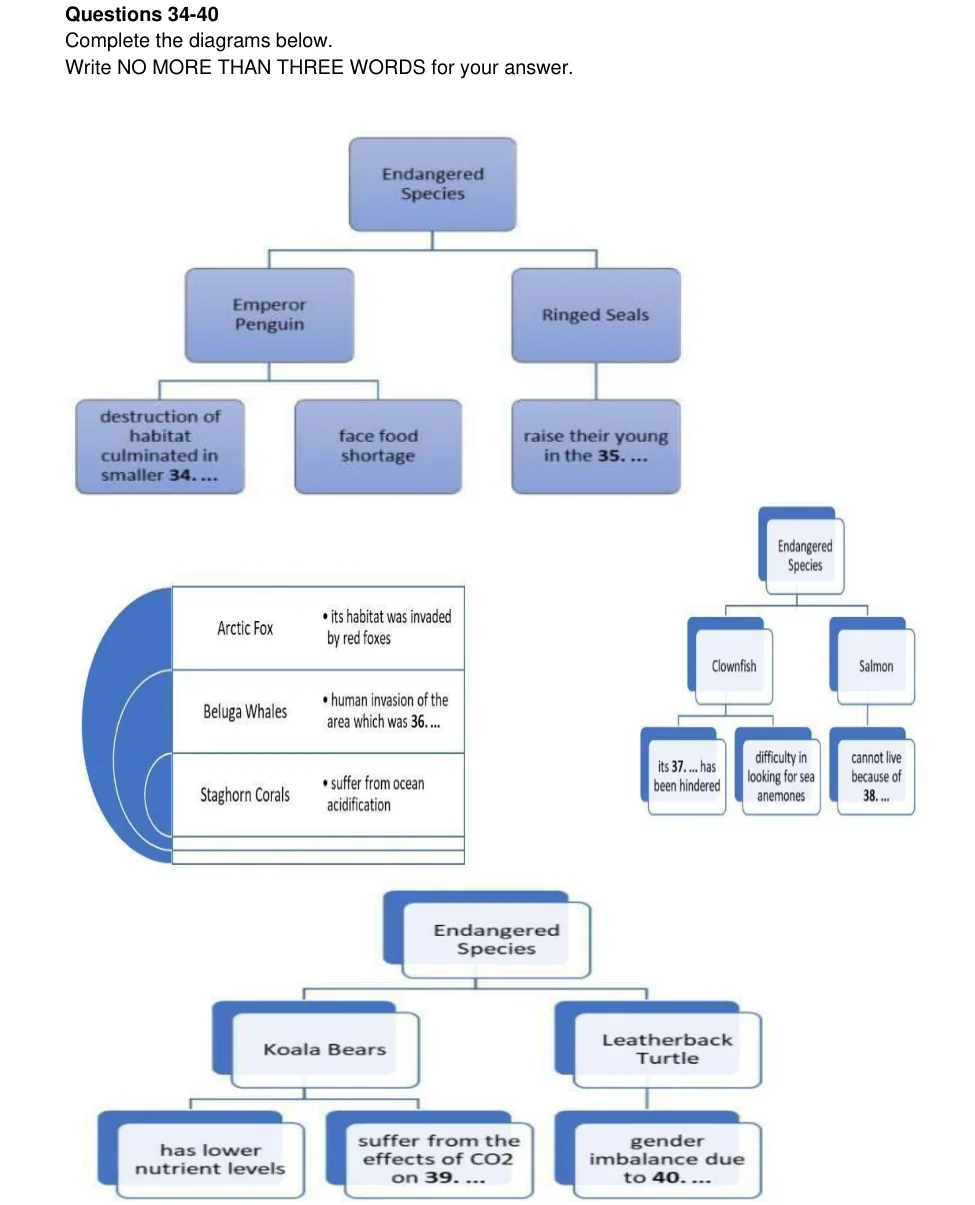 Questions 34-40
Complete the diagrams below.
Write NO MORE THAN THREE WORDS for your answer.
Endangered
Species
Emperor
Penguin
Ringed Seals
destruction of
habitat
culminated in
smaller 34. ...
face food
shortage
raise their young
in the 35. ...
Arctic Fox
• its habitat was invaded
by red foxes
Beluga Whales
• human invasion of the
area which was 36. ...
Staghorn Corals
• suffer from ocean
acidification
Endangered
Species
Clownfish
Salmon
its 37. ... has
been hindered
difficulty in
looking for sea
anemones
cannot live
because of
38. ...
Endangered
Species
Koala Bears
Leatherback
Turtle
has lower
nutrient levels
suffer from the
effects of CO2
on 39. ...
gender
imbalance due
to 40. ...